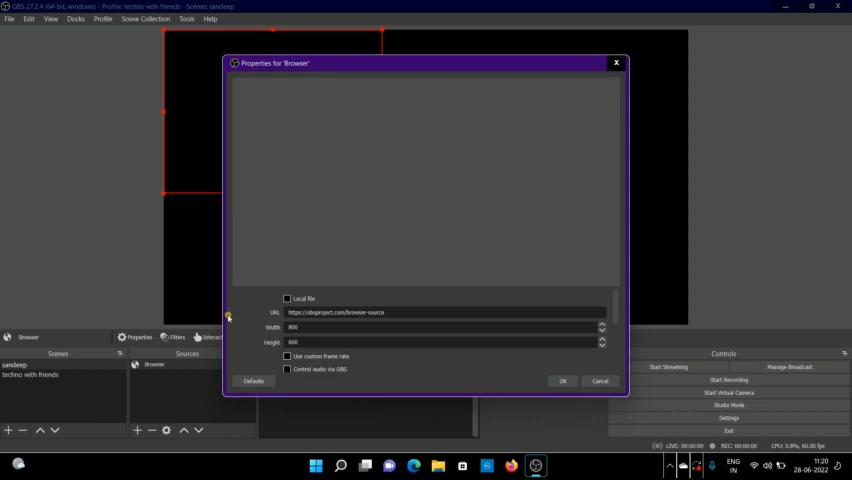 OBS 27.2.4 (64-bit, windows) - Profile: techno with friends - Scenes: sandeep
File Edit View Docks Profile Scene Collection Tools Help
Properties for 'Browser'
X
Local file
URL https://obsproject.com/browser-source
Width 800
Height 600
Use custom frame rate
Control audio via OBS
Defaults OK Cancel
Browser Properties Filters Interact
Scenes Sources Controls
sandeep
techno with friends
Browser
Start Streaming Manage Broadcast
Start Recording
Start Virtual Camera
Studio Mode
Settings
Exit
LIVE: 00:00:00 REC: 00:00:00 CPU: 0.8%, 60.00 fps
ENG
IN
11:20
28-06-2022